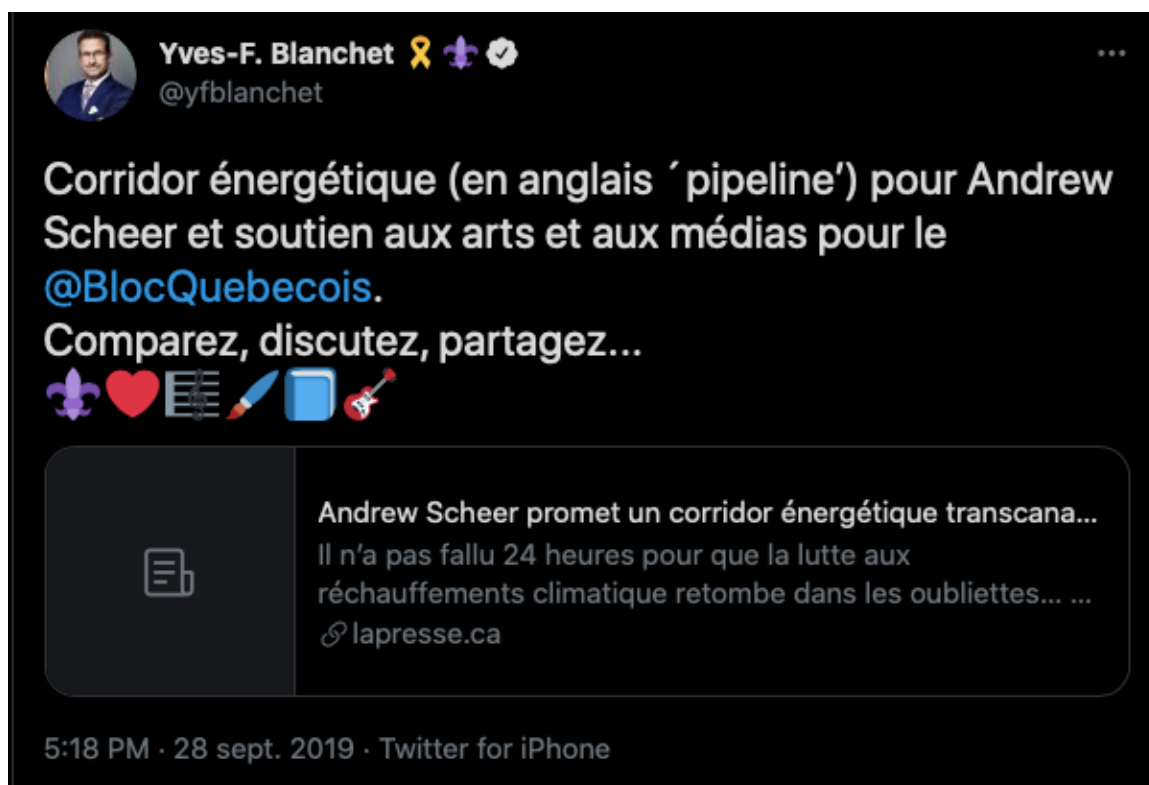 Yves-F. Blanchet 🎗️⚜️
@yfblanchet
Corridor énergétique (en anglais ´pipeline’) pour Andrew
Scheer et soutien aux arts et aux médias pour le
@BlocQuebecois.
Comparez, discutez, partagez...
⚜️❤️🎼🖌️📘🎸
Andrew Scheer promet un corridor énergétique transcana...
Il n’a pas fallu 24 heures pour que la lutte aux
réchauffements climatique retombe dans les oubliettes... ...
lapresse.ca
5:18 PM · 28 sept. 2019 · Twitter for iPhone